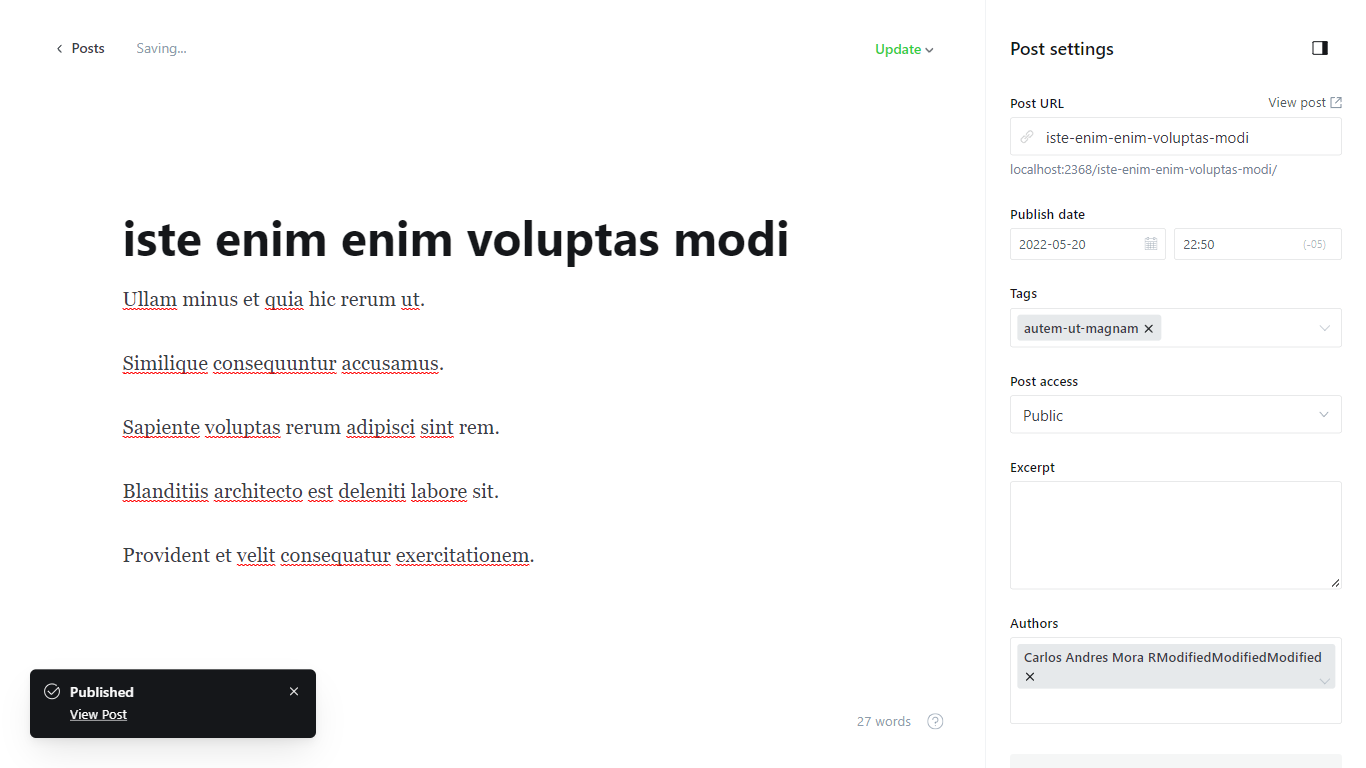 Posts
Saving...
Update
iste enim enim voluptas modi
Ullam minus et quia hic rerum ut.
Similique consequuntur accusamus.
Sapiente voluptas rerum adipisci sint rem.
Blanditiis architecto est deleniti labore sit.
Provident et velit consequatur exercitationem.
Published
View Post
27 words
?
Post settings
Post URL
View post
iste-enim-enim-voluptas-modi
localhost:2368/iste-enim-enim-voluptas-modi/
Publish date
2022-05-20
22:50
(-05)
Tags
autem-ut-magnam
Post access
Public
Excerpt
Authors
Carlos Andres Mora RModifiedModifiedModified